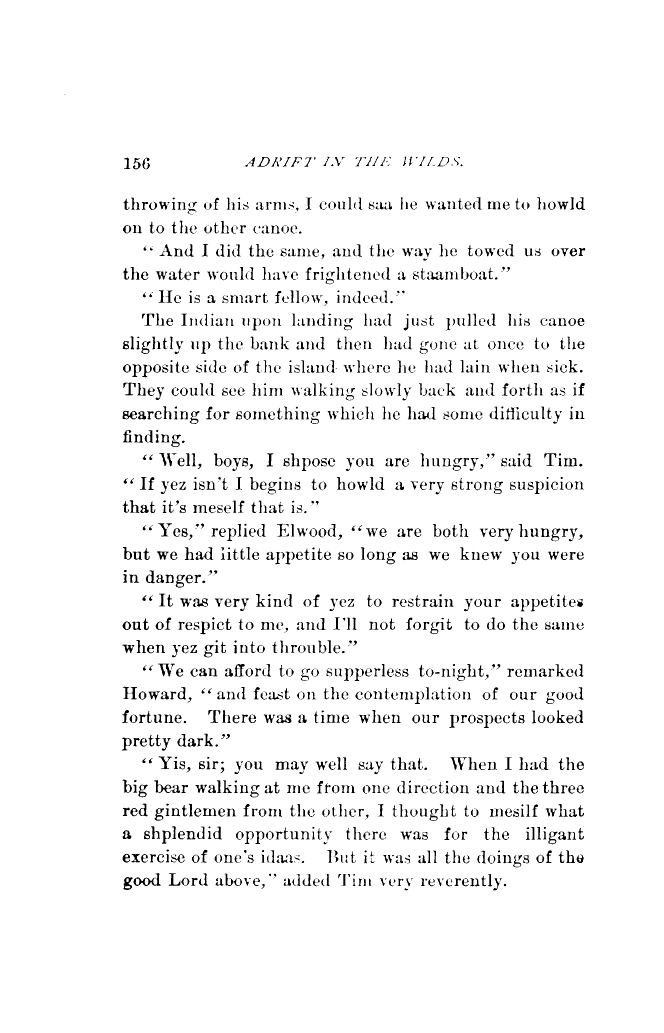 156 ADRIFT IN THE WILDS.
throwing of his arms, I could saa he wanted me to howld
on to the other canoe.
“ And I did the same, and the way he towed us over
the water would have frightened a staamboat.”
“ He is a smart fellow, indeed.”
The Indian upon landing had just pulled his canoe
slightly up the bank and then had gone at once to the
opposite side of the island where he had lain when sick.
They could see him walking slowly back and forth as if
searching for something which he had some difficulty in
finding.
“ Well, boys, I shpose you are hungry,” said Tim.
“ If yez isn't I begins to howld a very strong suspicion
that it's meself that is.”
“ Yes,” replied Elwood, “ we are both very hungry,
but we had little appetite so long as we knew you were
in danger.”
“ It was very kind of yez to restrain your appetites
out of respict to me, and I'll not forgit to do the same
when yez git into throuble.”
“ We can afford to go supperless to-night,” remarked
Howard, “ and feast on the contemplation of our good
fortune. There was a time when our prospects looked
pretty dark.”
“ Yis, sir; you may well say that. When I had the
big bear walking at me from one direction and the three
red gintlemen from the other, I thought to mesilf what
a shplendid opportunity there was for the illigant
exercise of one's idaas. But it was all the doings of the
good Lord above,” added Tim very reverently.